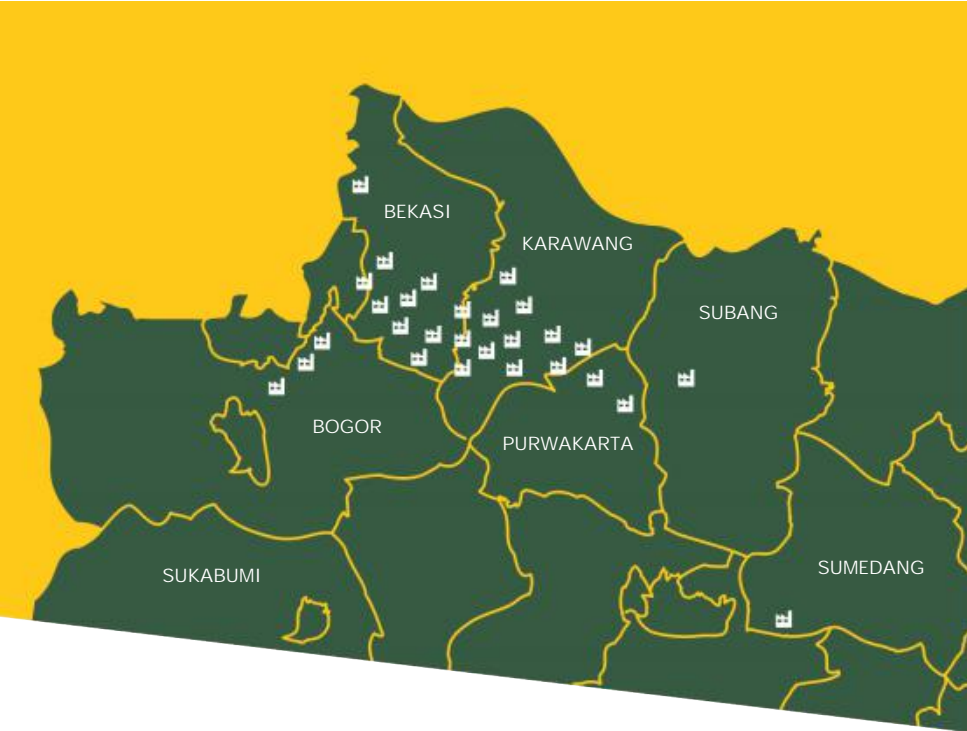 BEKASI
KARAWANG
SUBANG
BOGOR
PURWAKARTA
SUKABUMI
SUMEDANG